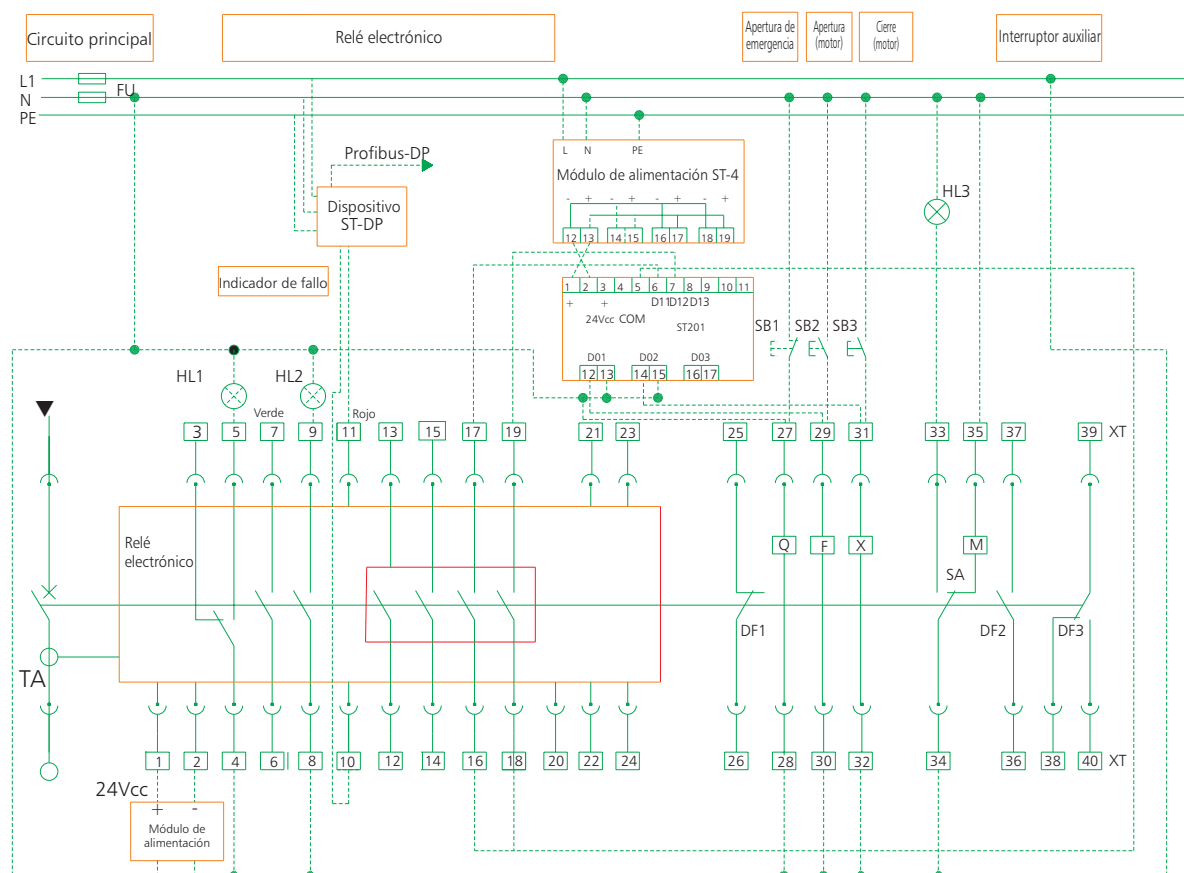 Circuito principal
Relé electrónico
Apertura de
emergencia
Apertura
(motor)
Cierre
(motor)
Interruptor auxiliar
L1
FU
N
PE
L N PE
Módulo de alimentación ST-4
- + - + - + - +
12 13 14 15 16 17 18 19
Profibus-DP
Dispositivo
ST-DP
HL3
Indicador de fallo
1 2 3 4 5 6 7 8 9 10 11
+ + D11 D12 D13
24Vcc COM ST201
D01 D02 D03
12 13 14 15 16 17
SB1 SB2 SB3
HL1 HL2
Verde Rojo
3 5 7 9 11 13 15 17 19 21 23 25 27 29 31 33 35 37 39 XT
Relé
electrónico
Q F X M
SA
DF1 DF2 DF3
TA
1 2 4 6 8 10 12 14 16 18 20 22 24 26 28 30 32 34 36 38 40 XT
24Vcc
+ -
Módulo de
alimentación